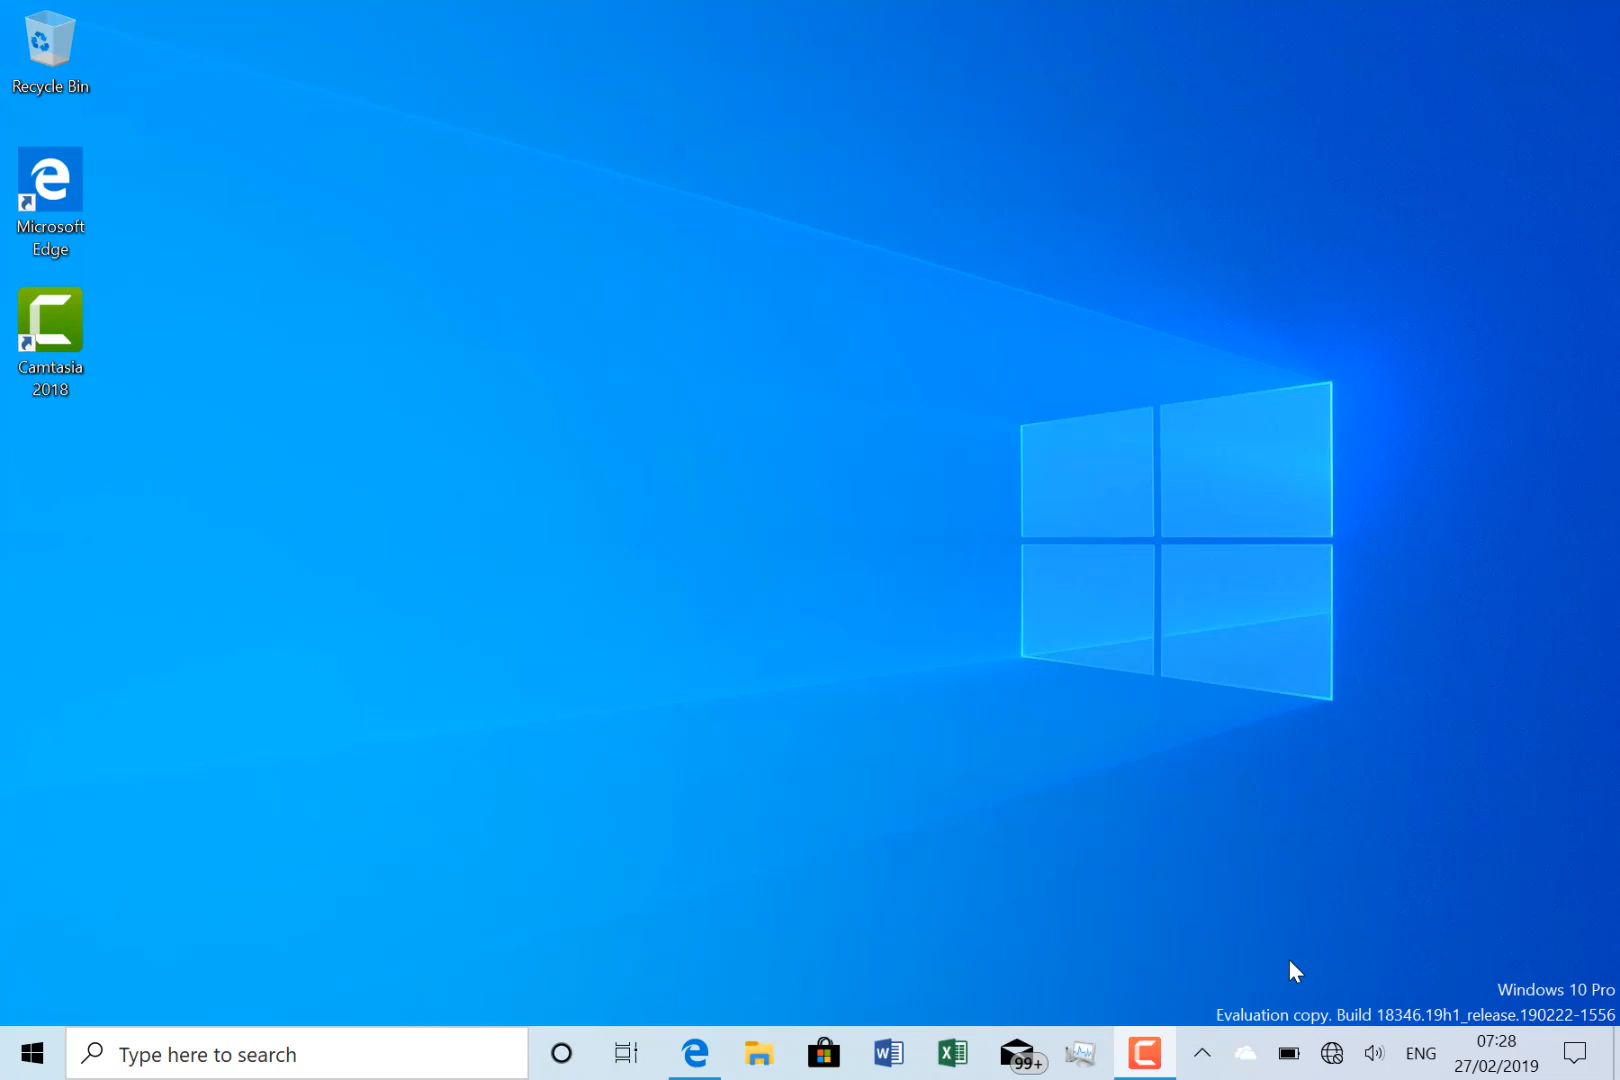 Recycle Bin
Microsoft
Edge
Camtasia
2018
Windows 10 Pro
Evaluation copy. Build 18346.19h1_release.190222-1556
Type here to search
99+
ENG
07:28
27/02/2019